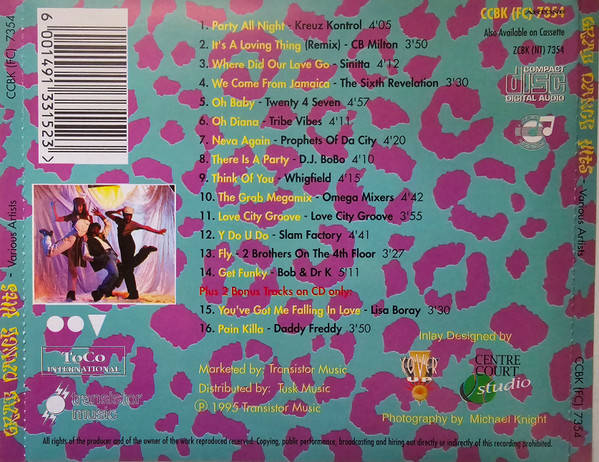 CCBK (FC) 7354
Also Available on Cassette
ZCBK (NT) 7354
COMPACT
disc
DIGITAL AUDIO
6 001491 331523 >
1. Party All Night - Kreuz Kontrol 4'05
2. It's A Loving Thing (Remix) - CB Milton 3'50
3. Where Did Our Love Go - Sinitta 4'12
4. We Come From Jamaica - The Sixth Revelation 3'30
5. Oh Baby - Twenty 4 Seven 4'57
6. Oh Diana - Tribe Vibes 4'11
7. Neva Again - Prophets Of Da City 4'20
8. There Is A Party - D.J. BoBo 4'10
9. Think Of You - Whigfield 4'15
10. The Grab Megamix - Omega Mixers 4'42
11. Love City Groove - Love City Groove 3'55
12. Y Do U Do - Slam Factory 4'41
13. Fly - 2 Brothers On The 4th Floor 3'27
14. Get Funky - Bob & Dr K 5'11
Plus 2 Bonus Tracks on CD only:
15. You've Got Me Falling In Love - Lisa Boray 4'30
16. Pain Killa - Daddy Freddy 3'50
ToCo
INTERNATIONAL
transistor
music
Marketed by: Transistor Music
Distributed by: Tusk Music
℗ 1995 Transistor Music
Inlay Designed by
COVER
CENTRE
COURT
studio
Photography by Michael Knight
All rights of the producer and of the owner of the work reproduced reserved. Copying, public performance, broadcasting and hiring out directly or indirectly of this recording prohibited.
GRAB DANCE HITS - Various Artists CCBK (FC) 7354
GRAB DANCE HITS - Various Artists CCBK (FC) 7354